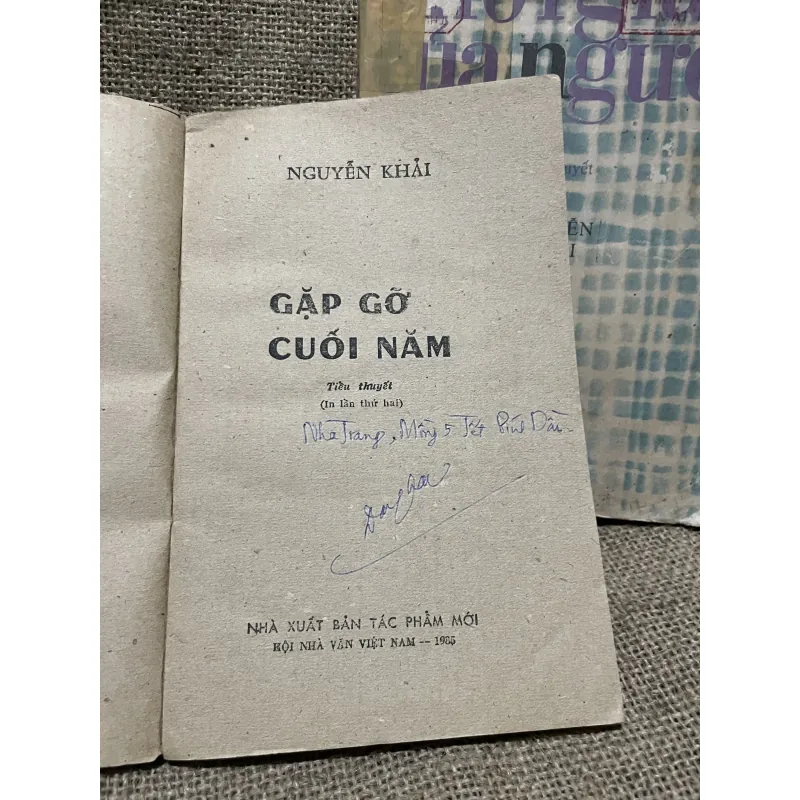 NGUYỄN KHẢI
GẶP GỠ
CUỐI NĂM
Tiểu thuyết
(In lần thứ hai)
Nha Trang, Mồng 5 Tết Bính Dần.
NHÀ XUẤT BẢN TÁC PHẨM MỚI
HỘI NHÀ VĂN VIỆT NAM — 1985